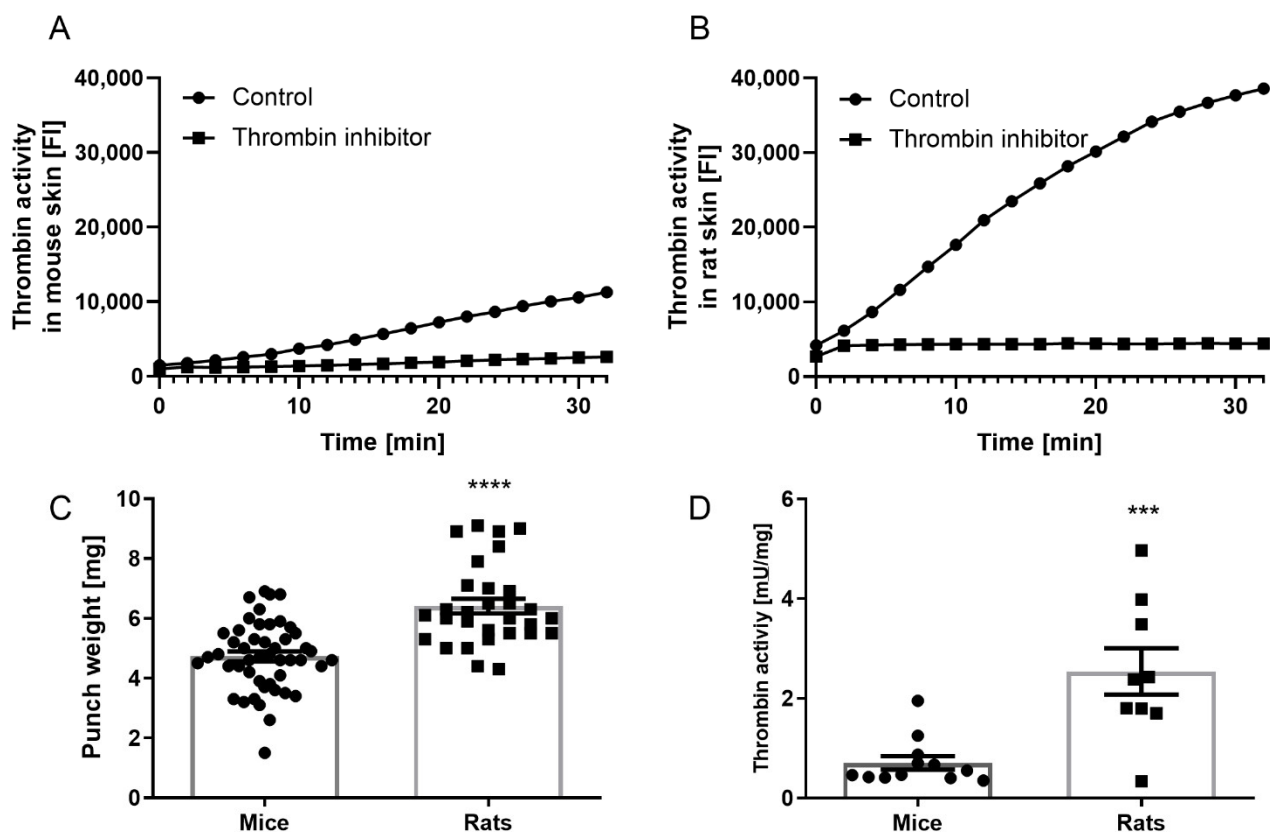 A
Thrombin activity
in mouse skin [FI]
40,000
30,000
20,000
10,000
0
Control
Thrombin inhibitor
0 10 20 30
Time [min]
B
Thrombin activity
in rat skin [FI]
40,000
30,000
20,000
10,000
0
Control
Thrombin inhibitor
0 10 20 30
Time [min]
C
Punch weight [mg]
10
8
6
4
2
0
****
Mice Rats
D
Thrombin activiy [mU/mg]
6
4
2
0
***
Mice Rats